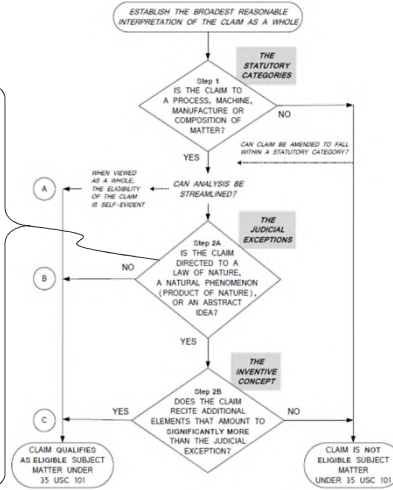 ESTABLISH THE BROADEST REASONABLE
INTERPRETATION OF THE CLAIM AS A WHOLE
THE
STATUTORY
CATEGORIES
Step 1
IS THE CLAIM TO
A PROCESS, MACHINE,
MANUFACTURE OR
COMPOSITION OF
MATTER?
NO
YES
CAN CLAIM BE AMENDED TO FALL
WITHIN A STATUTORY CATEGORY?
WHEN VIEWED
AS A WHOLE,
THE ELIGIBILITY
OF THE CLAIM
IS SELF-EVIDENT
A
CAN ANALYSIS BE
STREAMLINED?
THE
JUDICIAL
EXCEPTIONS
Step 2A
IS THE CLAIM
DIRECTED TO A
LAW OF NATURE,
A NATURAL PHENOMENON
(PRODUCT OF NATURE),
OR AN ABSTRACT
IDEA?
NO
B
YES
THE
INVENTIVE
CONCEPT
Step 2B
DOES THE CLAIM
RECITE ADDITIONAL
ELEMENTS THAT AMOUNT TO
SIGNIFICANTLY MORE
THAN THE JUDICIAL
EXCEPTION?
YES
NO
C
CLAIM QUALIFIES
AS ELIGIBLE SUBJECT
MATTER UNDER
35 USC 101
CLAIM IS NOT
ELIGIBLE SUBJECT
MATTER
UNDER
35 USC 101